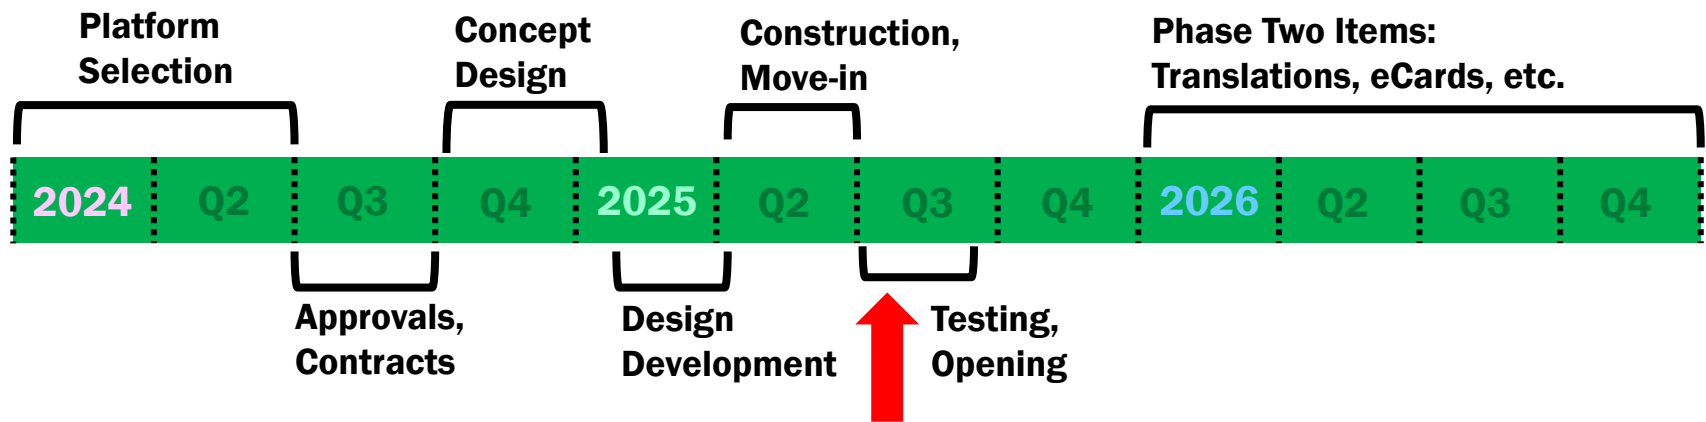 Platform
Selection
Concept
Design
Construction,
Move-in
Phase Two Items:
Translations, eCards, etc.
2024 Q2 Q3 Q4 2025 Q2 Q3 Q4 2026 Q2 Q3 Q4
Approvals,
Contracts
Design
Development
Testing,
Opening